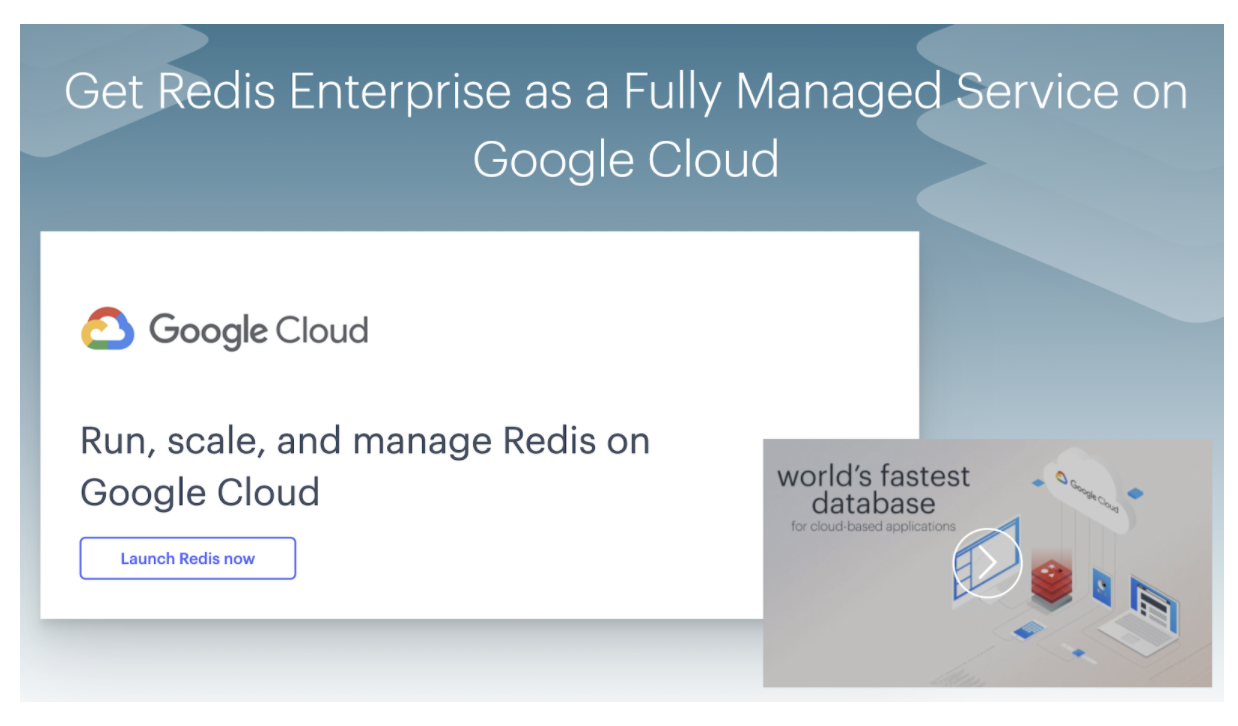 Get Redis Enterprise as a Fully Managed Service on
Google Cloud
Google Cloud
Run, scale, and manage Redis on
Google Cloud
Launch Redis now
world's fastest
database
for cloud-based applications
Google Cloud